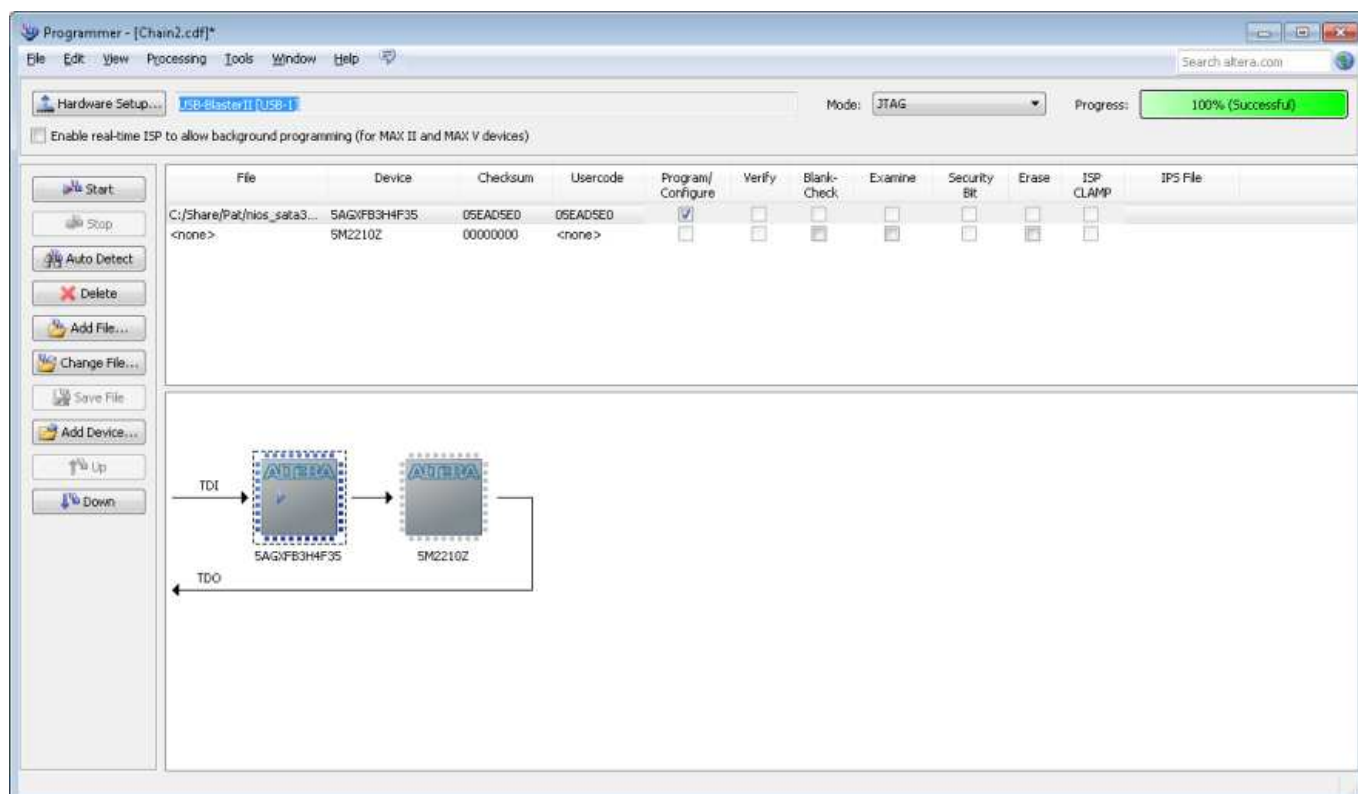 Programmer - [Chain2.cdf]*
File Edit View Processing Tools Window Help
Search altera.com
Hardware Setup... USB-BlasterII [USB-1] Mode: JTAG Progress: 100% (Successful)
Enable real-time ISP to allow background programming (for MAX II and MAX V devices)
Start
Stop
Auto Detect
Delete
Add File...
Change File...
Save File
Add Device...
Up
Down
File Device Checksum Usercode Program/ Verify Blank- Examine Security Erase ISP IPS File
Configure Check Bit CLAMP
C:/Share/Pat/nios_sata3... 5AGXFB3H4F35 05EAD5E0 05EAD5E0
<none> 5M2210Z 00000000 <none>
ALTERA ALTERA
TDI
5AGXFB3H4F35 5M2210Z
TDO